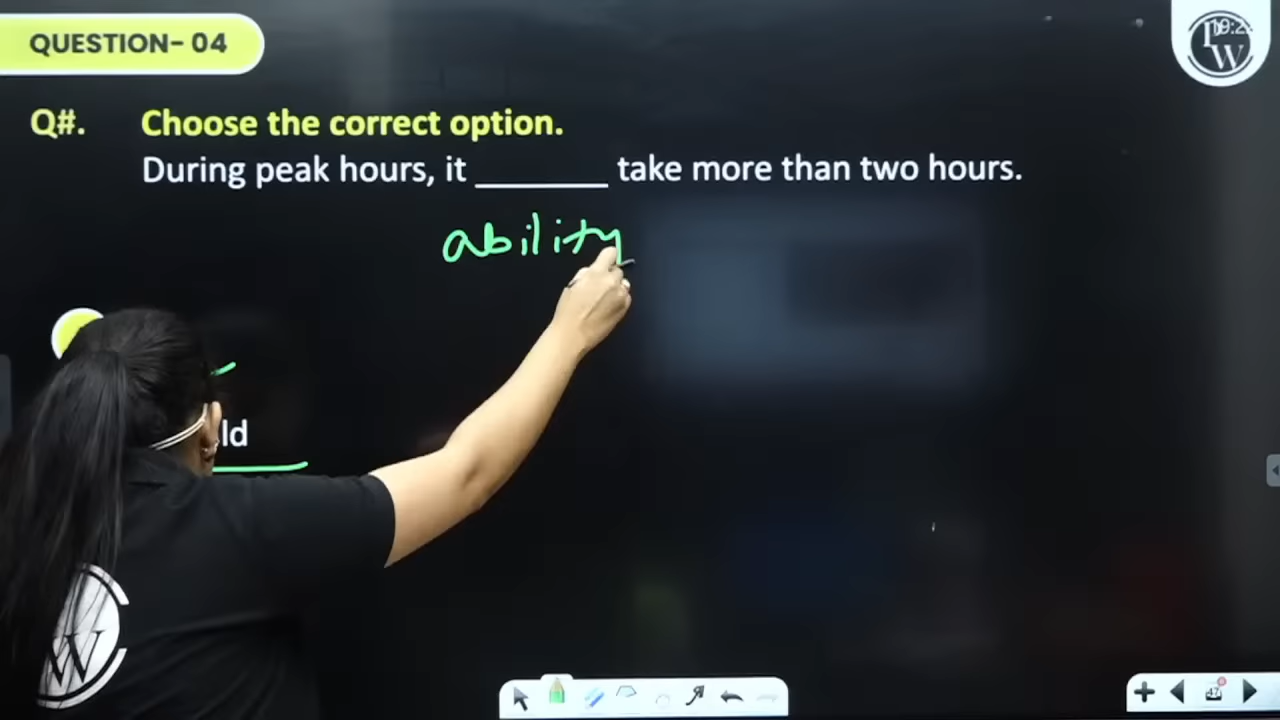 QUESTION- 04
Q#. Choose the correct option.
During peak hours, it ________ take more than two hours.
ability
ld
W